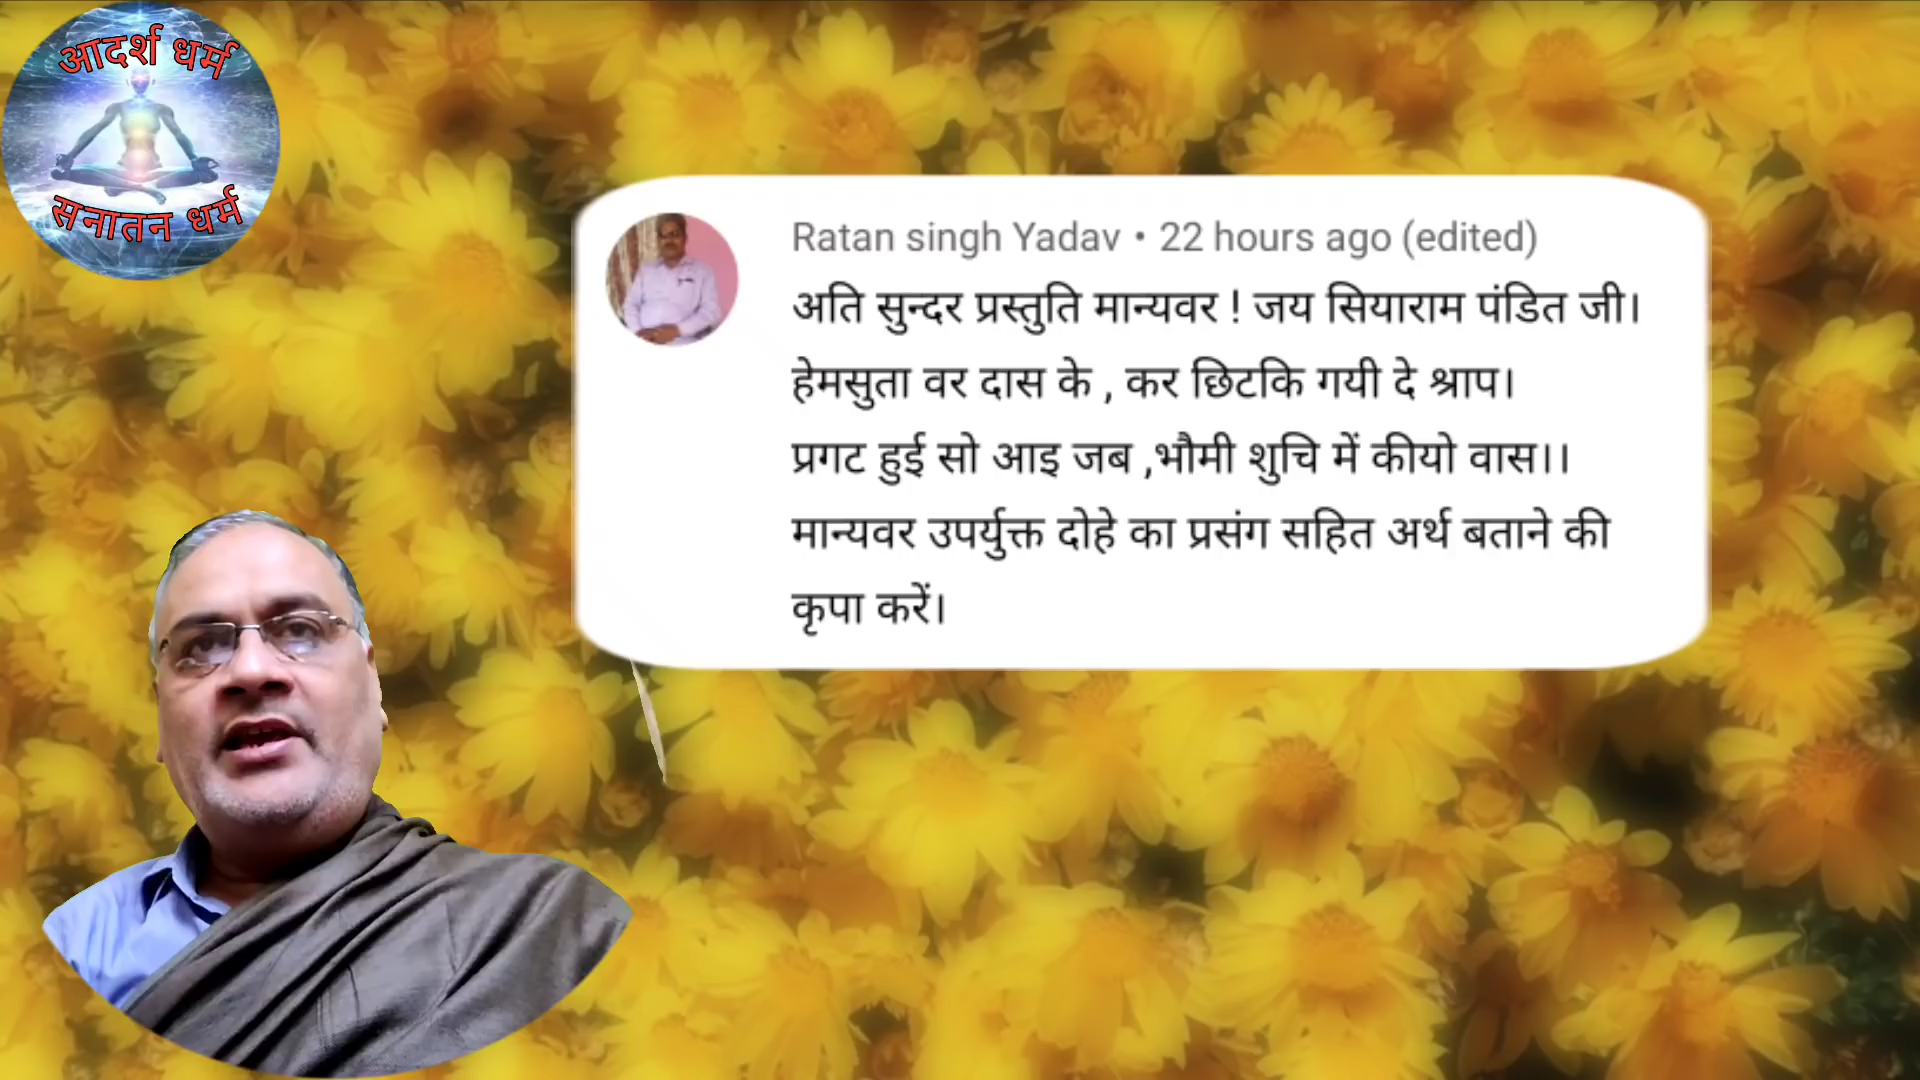 आदर्श धर्म
सनातन धर्म
Ratan singh Yadav • 22 hours ago (edited)
अति सुन्दर प्रस्तुति मान्यवर ! जय सियाराम पंडित जी।
हेमसुता वर दास के , कर छिटकि गयी दे श्राप।
प्रगट हुई सो आइ जब ,भौमी शुचि में कीयो वास।।
मान्यवर उपर्युक्त दोहे का प्रसंग सहित अर्थ बताने की
कृपा करें।